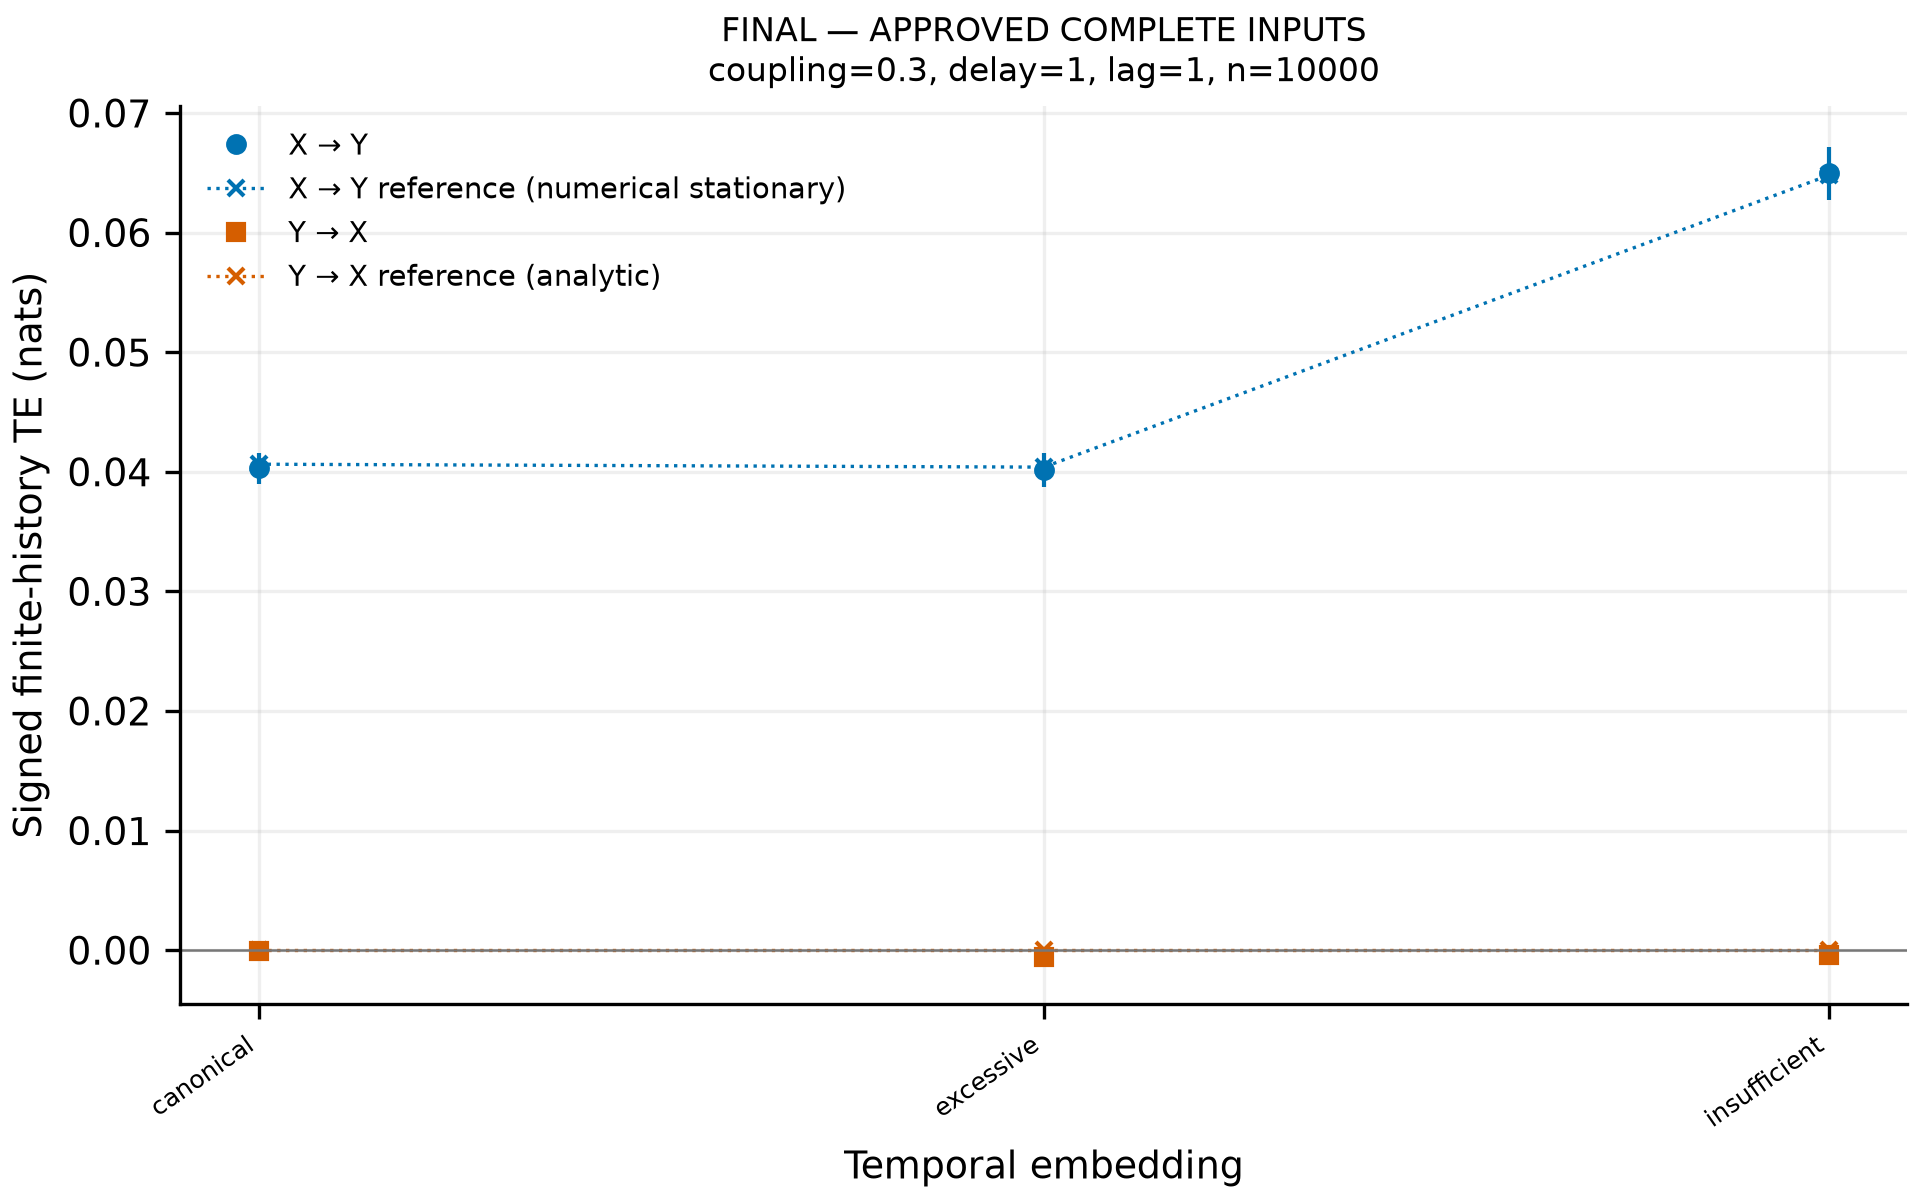 FINAL — APPROVED COMPLETE INPUTS
coupling=0.3, delay=1, lag=1, n=10000
Signed finite-history TE (nats)
0.07
0.06
0.05
0.04
0.03
0.02
0.01
0.00
X → Y
X → Y reference (numerical stationary)
Y → X
Y → X reference (analytic)
canonical
excessive
insufficient
Temporal embedding